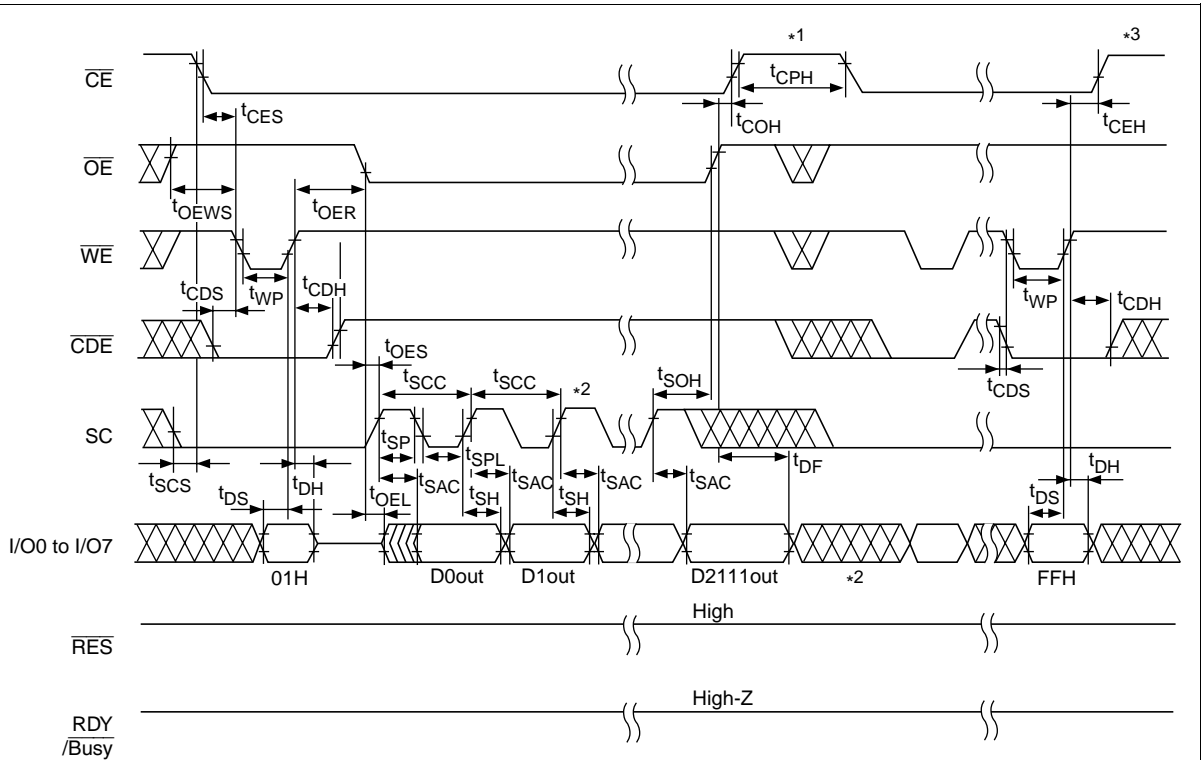 *1 *3
CE tCPH
tCES tCOH tCEH
OE
tOEWS tOER
WE
tCDS tWP tCDH tWP tCDH
CDE
tOES tCDS
tSCC tSCC *2 tSOH
SC
tSP tSPL tDF
tSCS tDH tSAC tSAC tSAC tSAC tDH
tDS tOEL tSH tSH tDS
I/O0 to I/O7
01H D0out D1out D2111out *2 FFH
High
RES
High-Z
RDY
/Busy